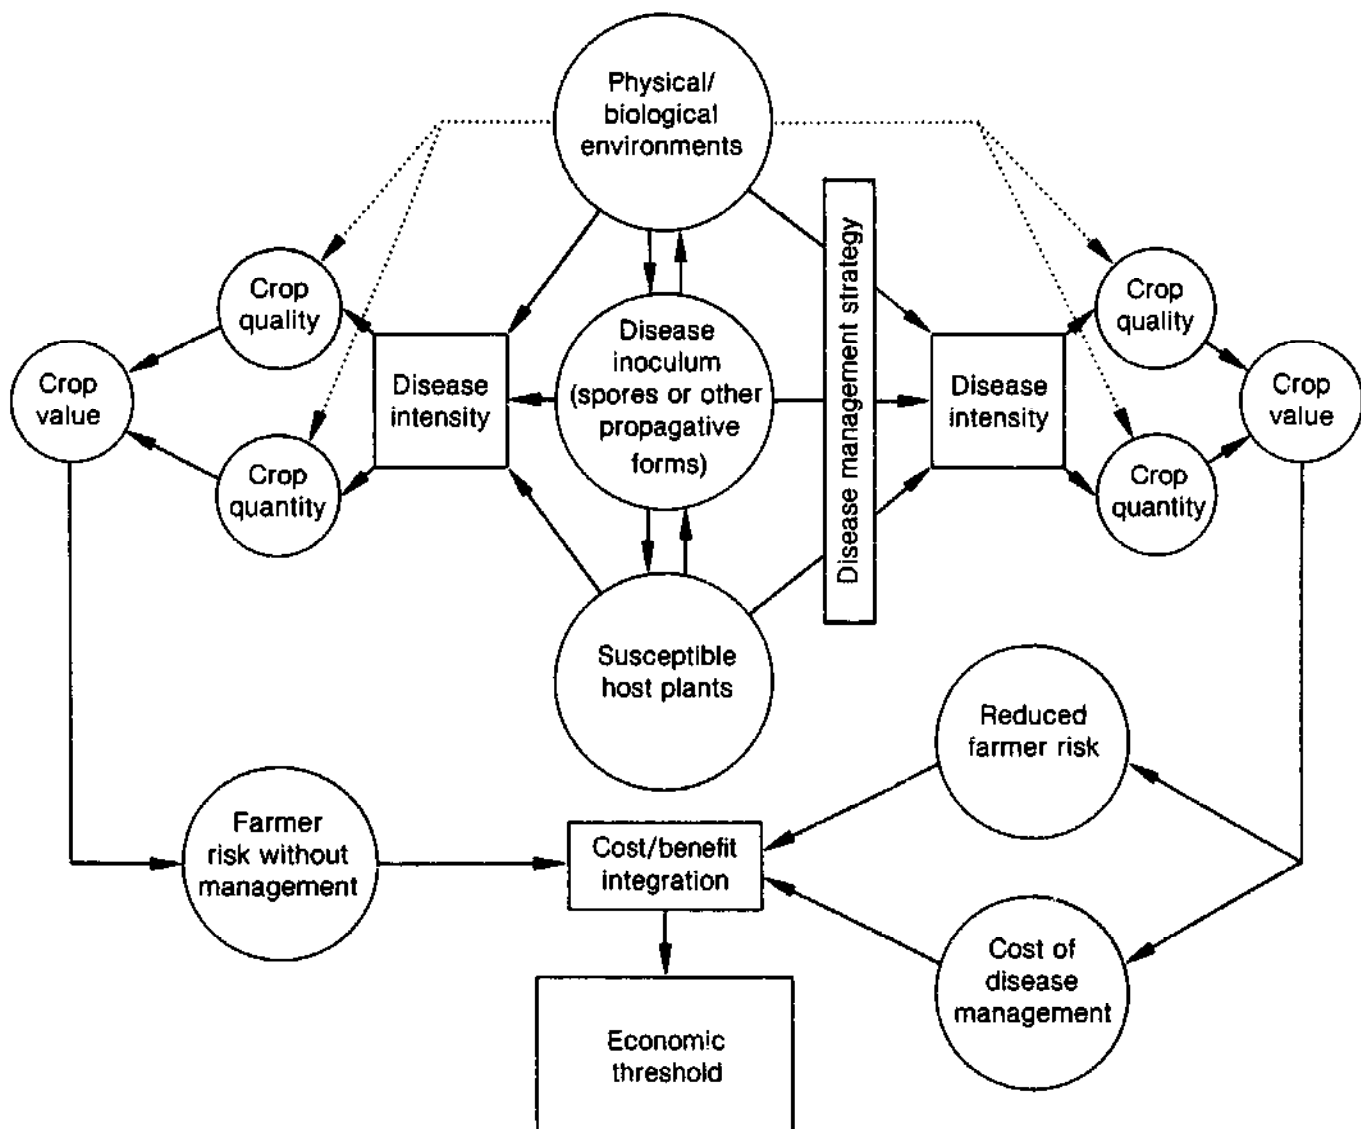 Physical/
biological
environments
Crop
quality
Crop
value
Crop
quantity
Disease
intensity
Disease
inoculum
(spores or other
propagative
forms)
Disease management strategy
Disease
intensity
Crop
quality
Crop
value
Crop
quantity
Susceptible
host plants
Reduced
farmer risk
Farmer
risk without
management
Cost/benefit
integration
Cost of
disease
management
Economic
threshold